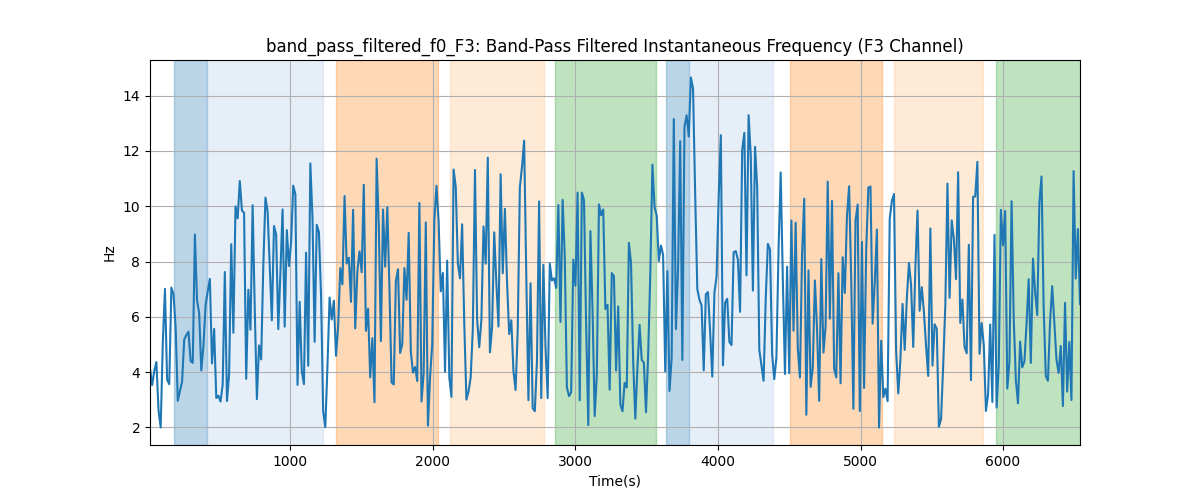 band_pass_filtered_f0_F3: Band-Pass Filtered Instantaneous Frequency (F3 Channel)
14
12
10
8
6
4
2
Hz
1000 2000 3000 4000 5000 6000
Time(s)